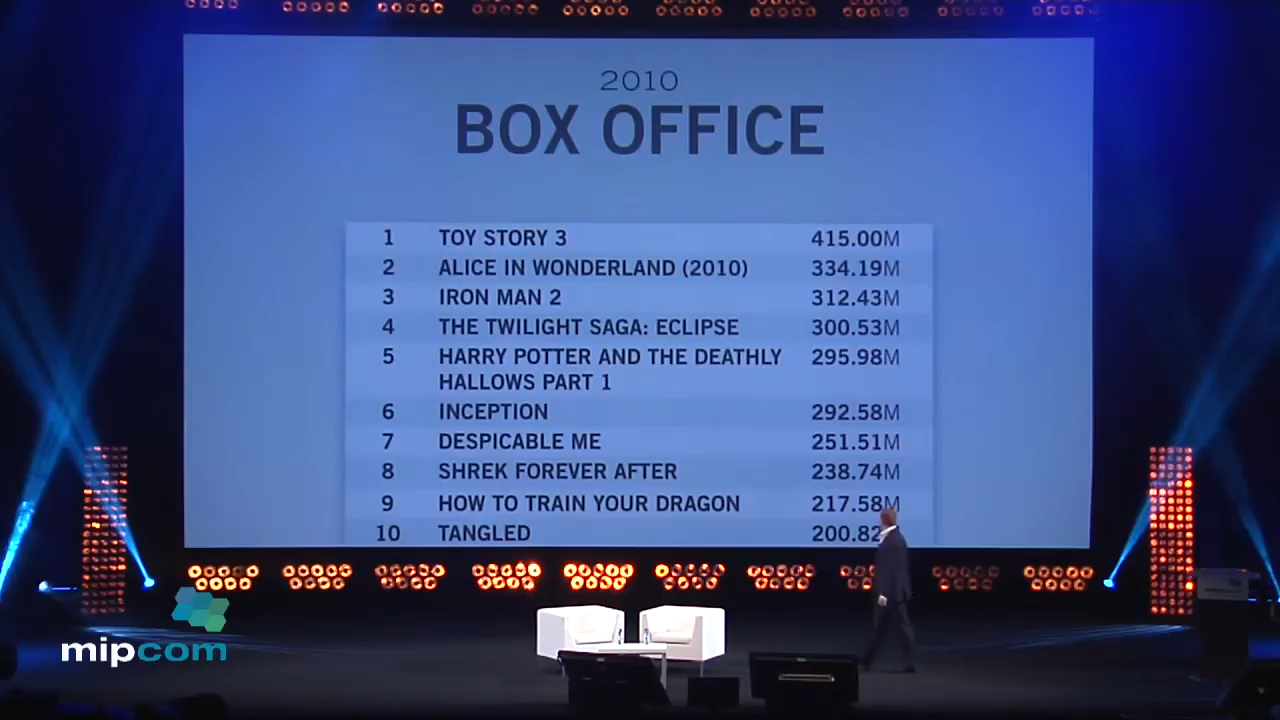 2010
BOX OFFICE
1 TOY STORY 3 415.00M
2 ALICE IN WONDERLAND (2010) 334.19M
3 IRON MAN 2 312.43M
4 THE TWILIGHT SAGA: ECLIPSE 300.53M
5 HARRY POTTER AND THE DEATHLY 295.98M
HALLOWS PART 1
6 INCEPTION 292.58M
7 DESPICABLE ME 251.51M
8 SHREK FOREVER AFTER 238.74M
9 HOW TO TRAIN YOUR DRAGON 217.58M
10 TANGLED 200.82
mipcom